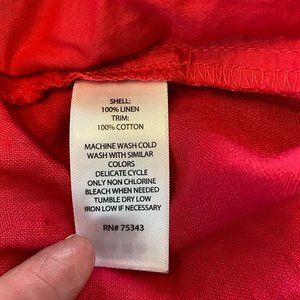 SHELL:
100% LINEN
TRIM:
100% COTTON
MACHINE WASH COLD
WASH WITH SIMILAR
COLORS
DELICATE CYCLE
ONLY NON CHLORINE
BLEACH WHEN NEEDED
TUMBLE DRY LOW
IRON LOW IF NECESSARY
RN# 75343